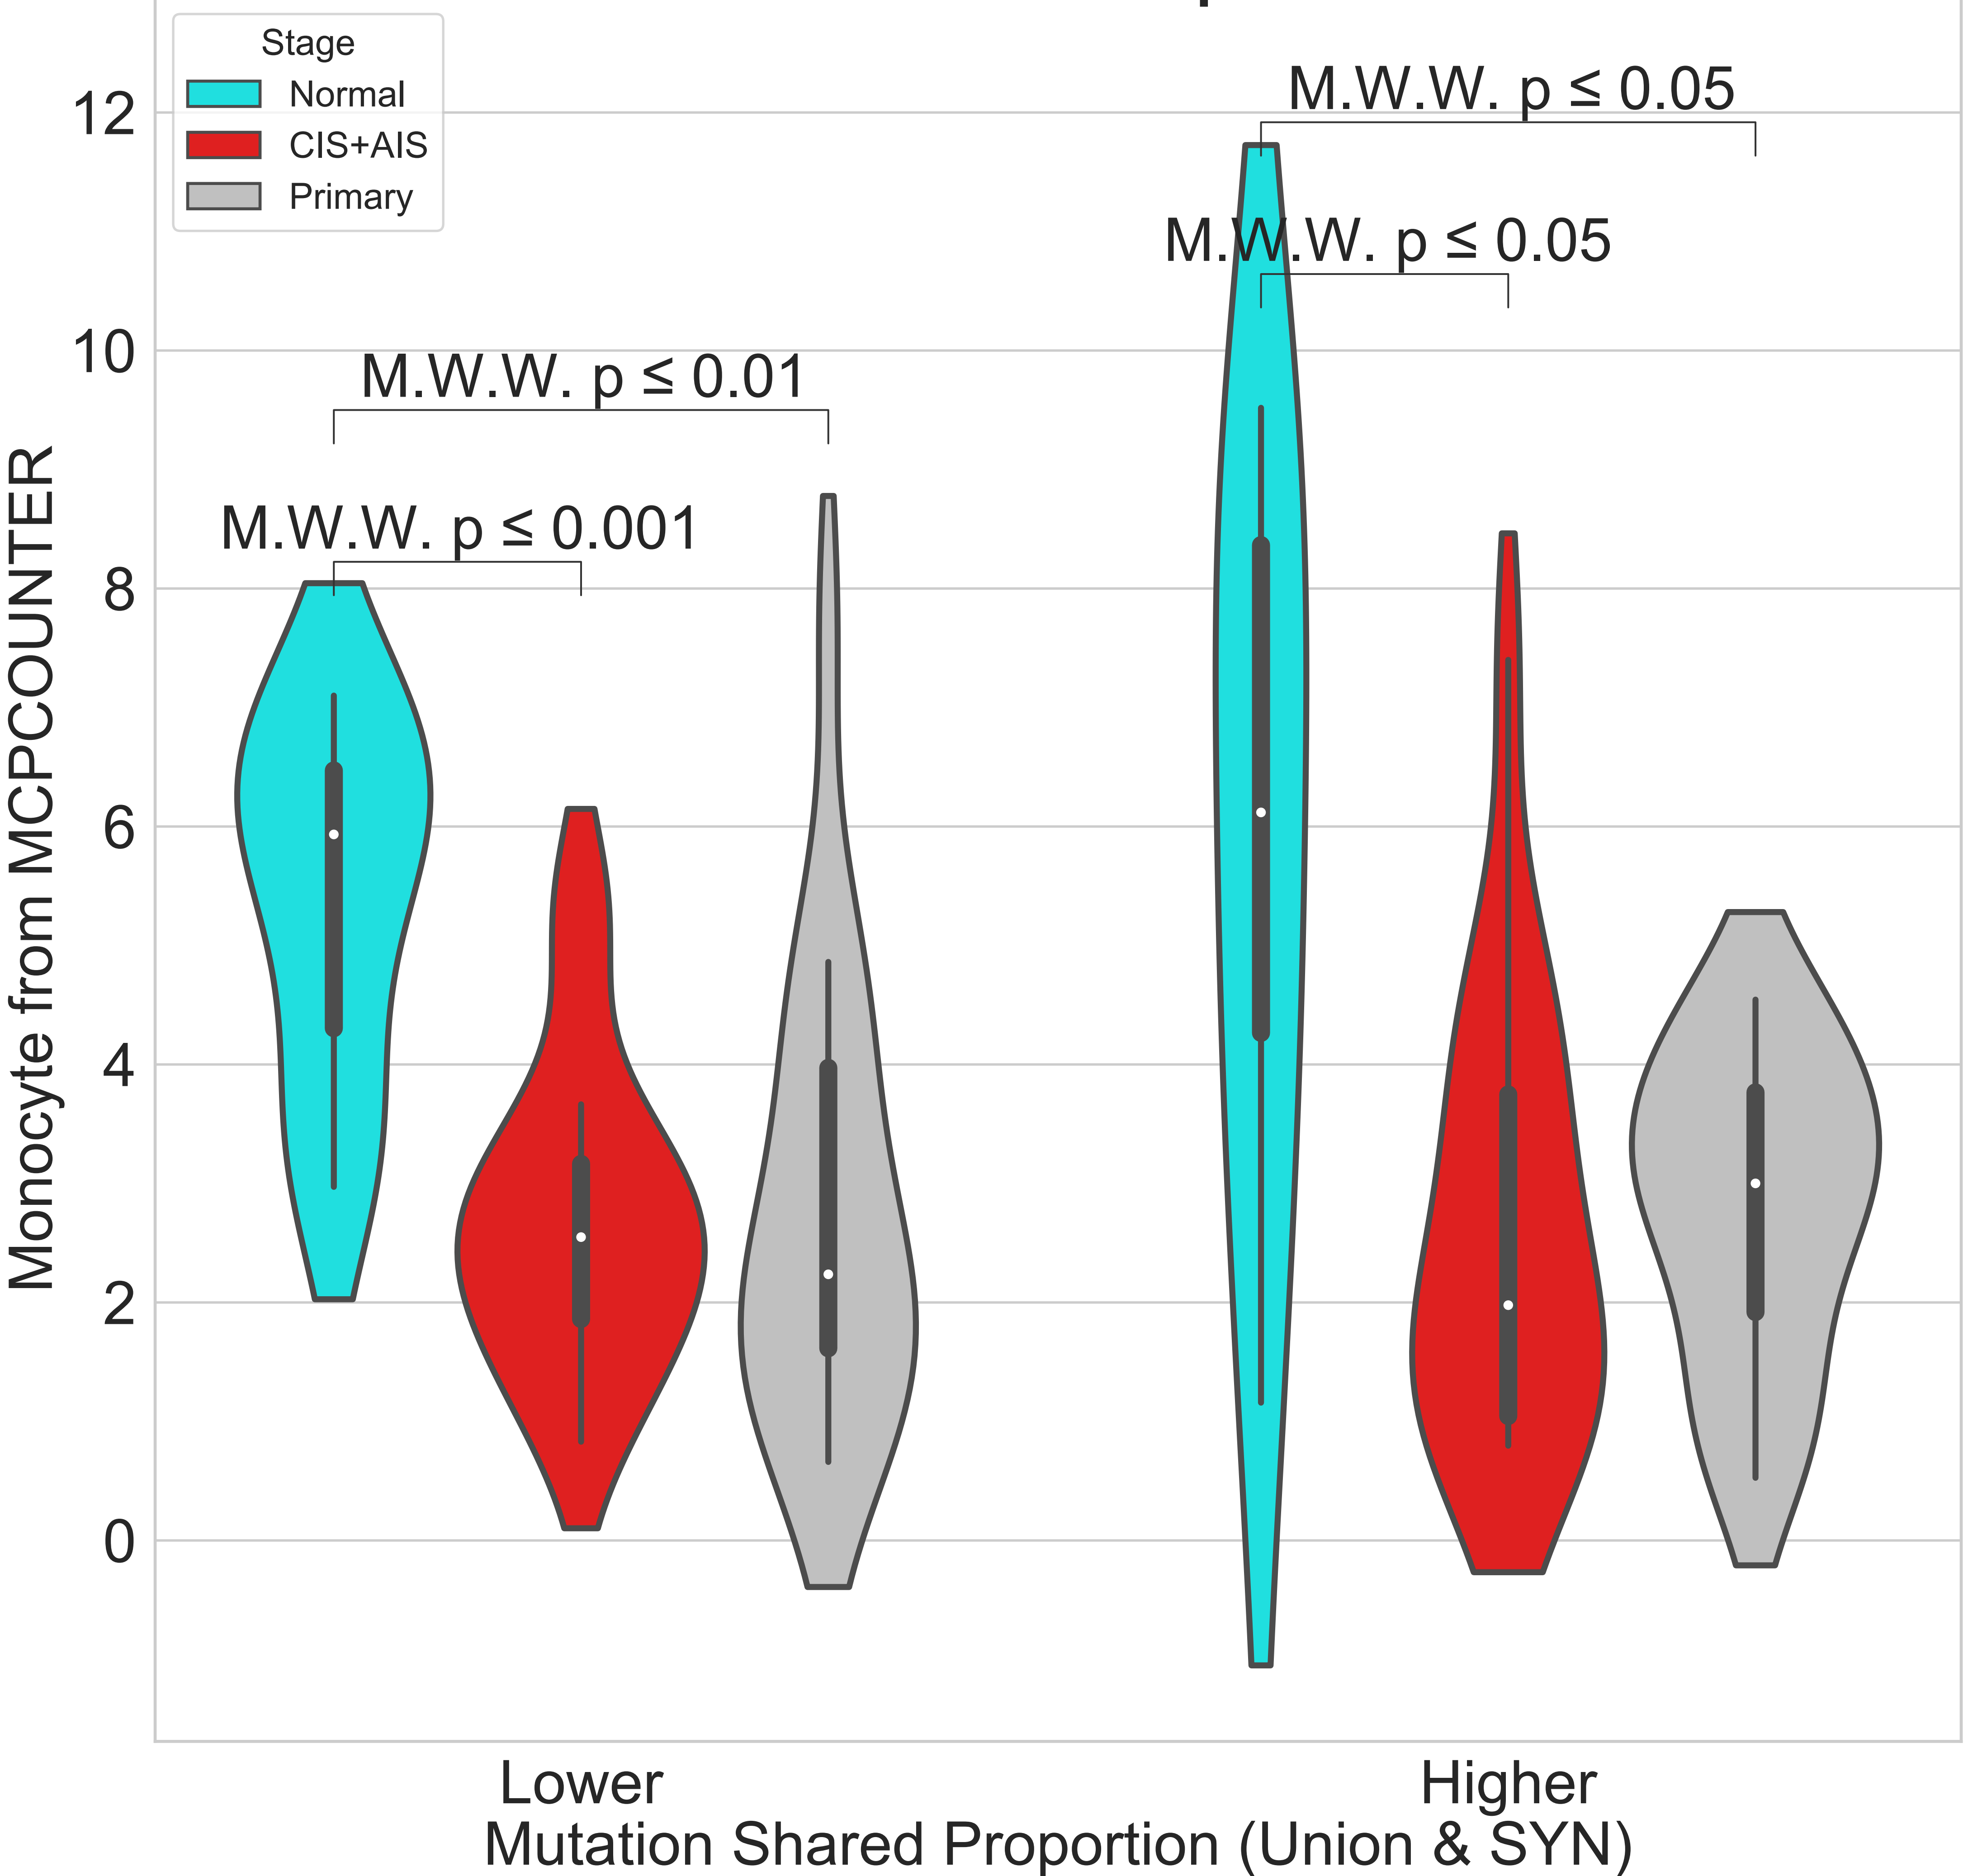 Stage
Normal
CIS+AIS
Primary
M.W.W. p ≤ 0.05
M.W.W. p ≤ 0.05
M.W.W. p ≤ 0.01
M.W.W. p ≤ 0.001
12
10
8
6
4
2
0
Monocyte from MCPCOUNTER
Lower
Higher
Mutation Shared Proportion (Union & SYN)